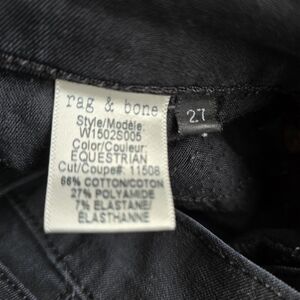 rag & bone
Style/Modèle:
W1502S005
Color/Couleur:
EQUESTRIAN
Cut/Coupe#: 11508
66% COTTON/COTON
27% POLYAMIDE
7% ELASTANE/
ELASTHANNE
27